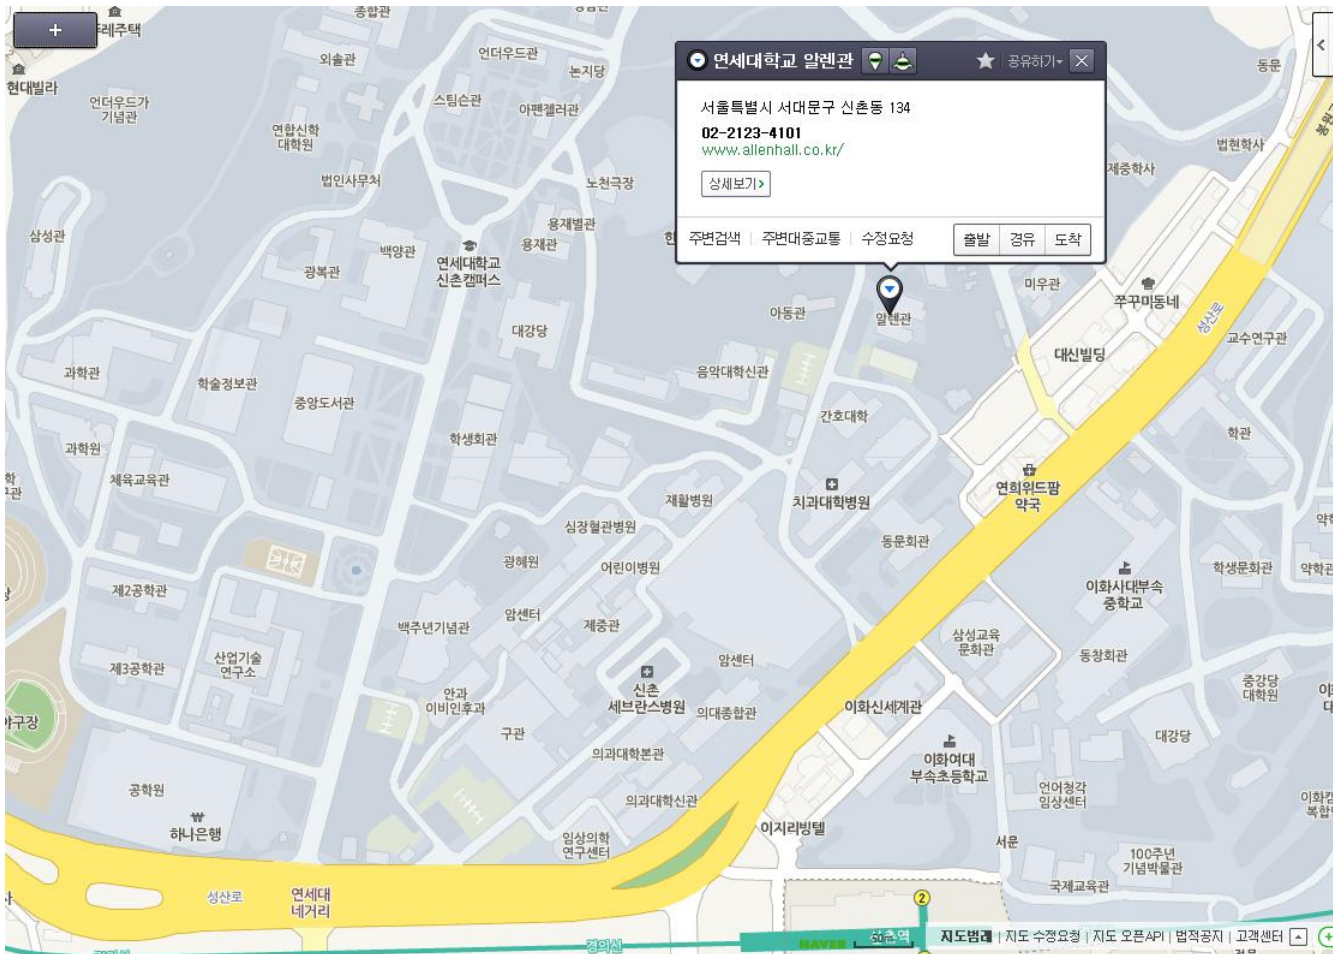 +
종합관
두레주택
현대빌라
외솔관
언더우드관
논지당
동문
언더우드가
기념관
스팀슨관
아펜젤러관
연합신학
대학원
연세대학교 알렌관
공유하기
서울특별시 서대문구 신촌동 134
02-2123-4101
www.allenhall.co.kr/
상세보기
주변검색
주변대중교통
수정요청
출발
경유
도착
법현학사
제중학사
법인사무처
노천극장
삼성관
용재별관
용재관
백양관
광복관
연세대학교
신촌캠퍼스
대강당
아동관
알렌관
미우관
쭈꾸미동네
성산로
교수연구관
대신빌딩
과학관
학술정보관
중앙도서관
음악대학신관
간호대학
학생회관
학관
과학원
체육교육관
재활병원
치과대학병원
연희위드팜
약국
심장혈관병원
동문회관
광혜원
어린이병원
이화사대부속
중학교
학생문화관
약학관
제2공학관
암센터
제중관
백주년기념관
삼성교육
문화관
동창회관
제3공학관
산업기술
연구소
암센터
신촌
세브란스병원
중강당
대학원
안과
이비인후과
의대종합관
이화신세계관
야구장
구관
대강당
의과대학본관
이화여대
부속초등학교
공학원
언어청각
임상센터
의과대학신관
하나은행
임상의학
연구센터
이지리빙텔
서문
100주년
기념박물관
국제교육관
성산로
연세대
네거리
2
경의선
NAVER
50m
지도범례 | 지도 수정요청 | 지도 오픈API | 법적공지 | 고객센터